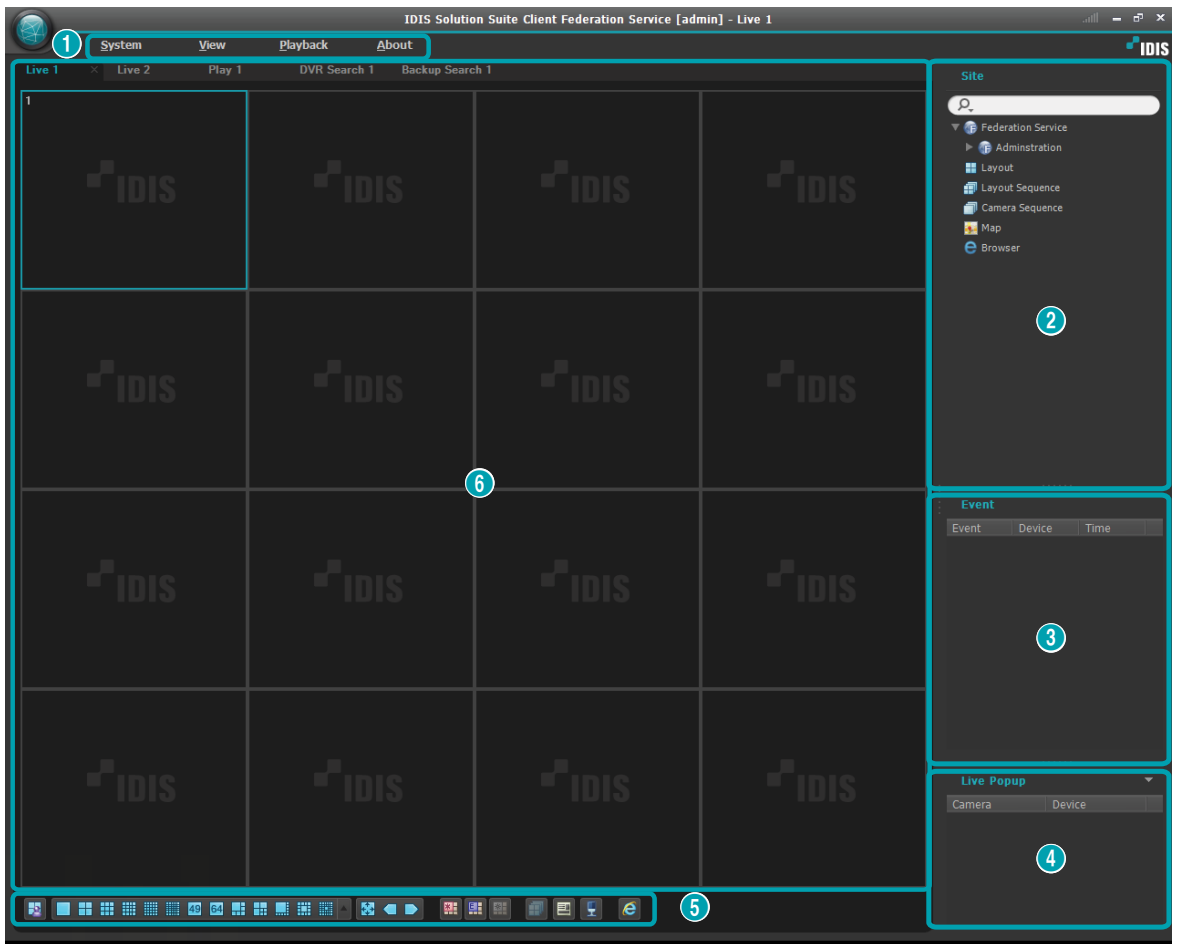 IDIS Solution Suite Client Federation Service [admin] - Live 1
1 System View Playback About
IDIS
Live 1 Live 2 Play 1 DVR Search 1 Backup Search 1
1
IDIS IDIS IDIS IDIS
IDIS IDIS IDIS IDIS
6
IDIS IDIS IDIS IDIS
IDIS IDIS IDIS IDIS
Site
Federation Service
Adminstration
Layout
Layout Sequence
Camera Sequence
Map
Browser
2
Event
Event Device Time
3
Live Popup
Camera Device
4
49 64
5